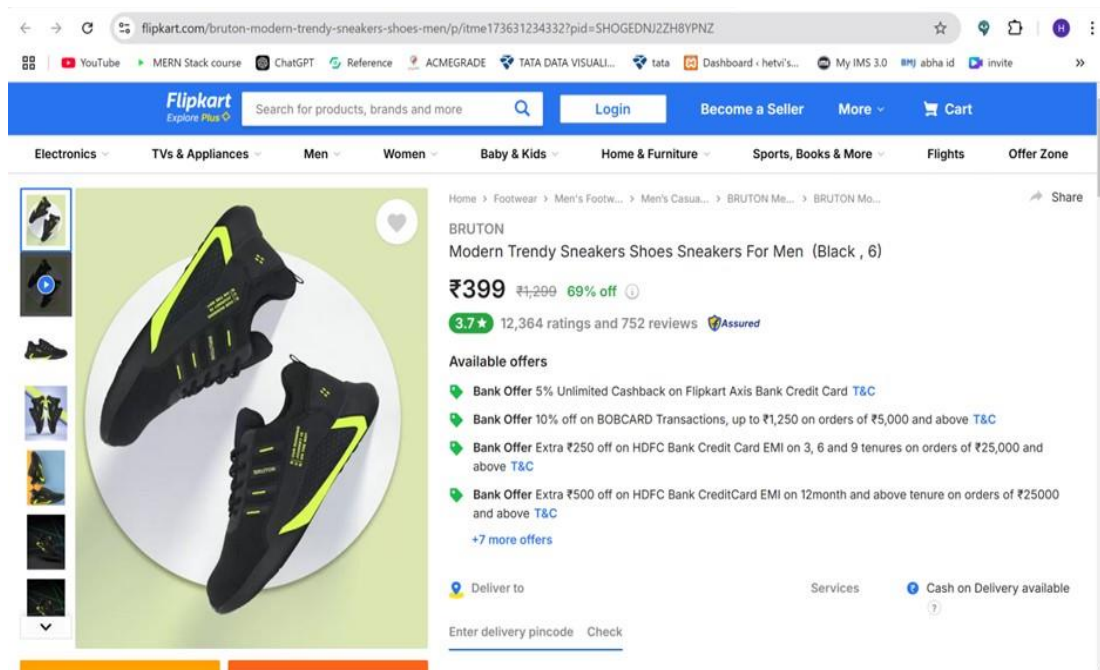 flipkart.com/bruton-modern-trendy-sneakers-shoes-men/p/itme173631234332?pid=SHOGEDNJ2ZH8YPNZ
H
YouTube MERN Stack course ChatGPT Reference ACMEGRADE TATA DATA VISUALI... tata Dashboard ‹ hetvi's... My IMS 3.0 BMJ abha id invite »
Flipkart
Explore Plus
Search for products, brands and more
Login
Become a Seller
More
Cart
Electronics TVs & Appliances Men Women Baby & Kids Home & Furniture Sports, Books & More Flights Offer Zone
Home > Footwear > Men's Footw... > Men's Casua... > BRUTON Me... > BRUTON Mo...
Share
BRUTON
Modern Trendy Sneakers Shoes Sneakers For Men (Black , 6)
₹399 ₹1,299 69% off
3.7★ 12,364 ratings and 752 reviews Assured
Available offers
Bank Offer 5% Unlimited Cashback on Flipkart Axis Bank Credit Card T&C
Bank Offer 10% off on BOBCARD Transactions, up to ₹1,250 on orders of ₹5,000 and above T&C
Bank Offer Extra ₹250 off on HDFC Bank Credit Card EMI on 3, 6 and 9 tenures on orders of ₹25,000 and
above T&C
Bank Offer Extra ₹500 off on HDFC Bank CreditCard EMI on 12month and above tenure on orders of ₹25000
and above T&C
+7 more offers
Deliver to
Services
Cash on Delivery available
?
Enter delivery pincode Check
BRUTON